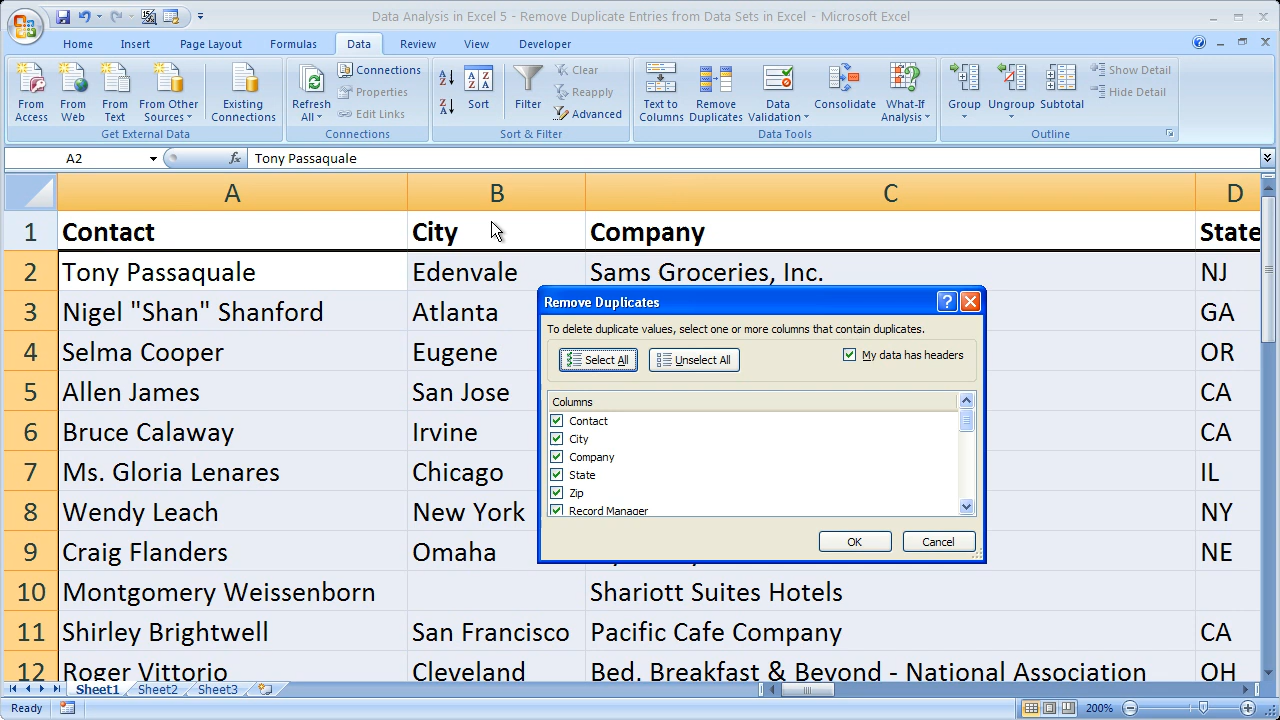 Data Analysis in Excel 5 - Remove Duplicate Entries from Data Sets in Excel - Microsoft Excel
Home Insert Page Layout Formulas Data Review View Developer
From Access
From Web
From Text
From Other Sources
Existing Connections
Get External Data
Refresh All
Connections
Properties
Edit Links
Connections
Sort
Filter
Clear
Reapply
Advanced
Sort & Filter
Text to Columns
Remove Duplicates
Data Validation
Consolidate
What-If Analysis
Data Tools
Group
Ungroup
Subtotal
Show Detail
Hide Detail
Outline
A2 fx Tony Passaquale
A B C D
1 Contact City Company State
2 Tony Passaquale Edenvale Sams Groceries, Inc. NJ
3 Nigel "Shan" Shanford Atlanta GA
4 Selma Cooper Eugene OR
5 Allen James San Jose CA
6 Bruce Calaway Irvine CA
7 Ms. Gloria Lenares Chicago IL
8 Wendy Leach New York NY
9 Craig Flanders Omaha NE
10 Montgomery Weissenborn Shariott Suites Hotels
11 Shirley Brightwell San Francisco Pacific Cafe Company CA
12 Roger Vittorio Cleveland Bed, Breakfast & Beyond - National Association OH
Remove Duplicates
To delete duplicate values, select one or more columns that contain duplicates.
Select All Unselect All My data has headers
Columns
Contact
City
Company
State
Zip
Record Manager
OK Cancel
Sheet1 Sheet2 Sheet3
Ready 200%